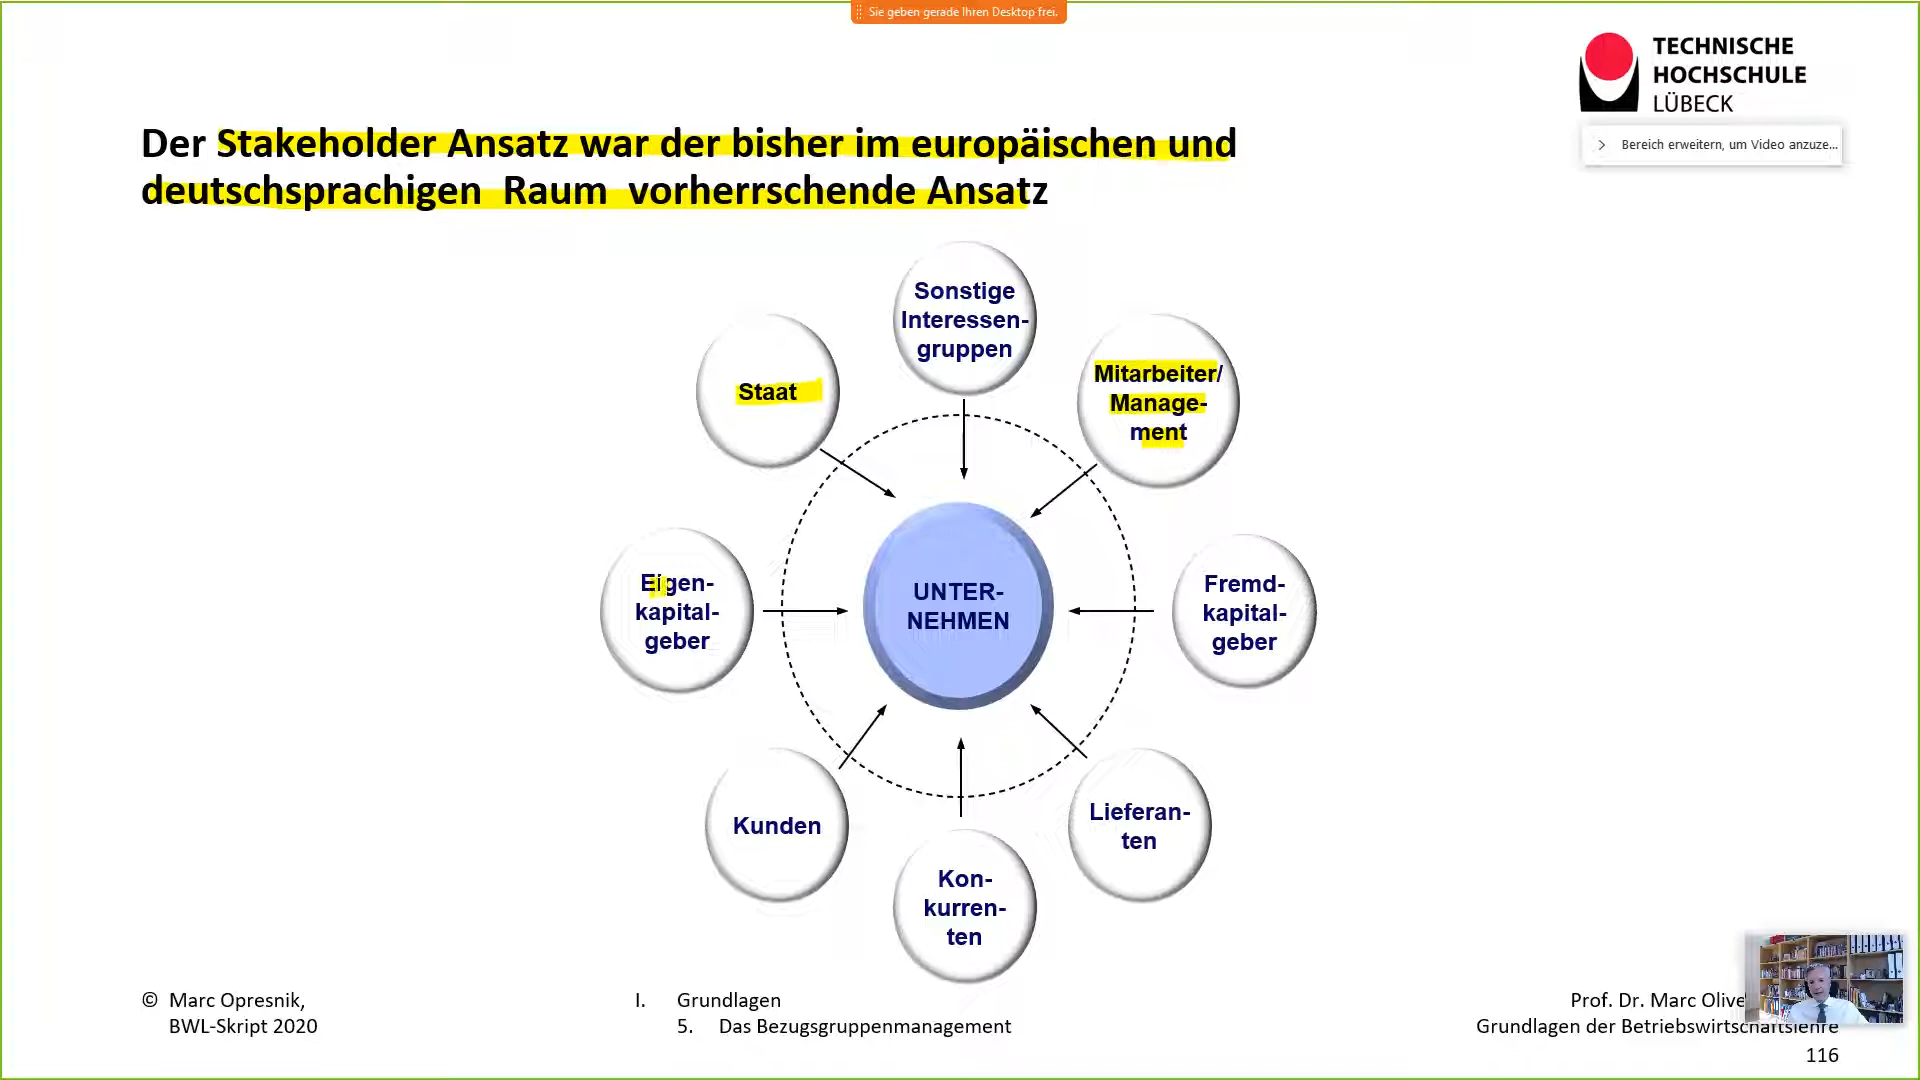 Sie geben gerade Ihren Desktop frei.
TECHNISCHE
HOCHSCHULE
LÜBECK
Bereich erweitern, um Video anzuze...
Der Stakeholder Ansatz war der bisher im europäischen und
deutschsprachigen Raum vorherrschende Ansatz
Sonstige
Interessen-
gruppen
Staat
Mitarbeiter/
Manage-
ment
Eigen-
kapital-
geber
UNTER-
NEHMEN
Fremd-
kapital-
geber
Kunden
Lieferan-
ten
Kon-
kurren-
ten
© Marc Opresnik,
BWL-Skript 2020
I. Grundlagen
5. Das Bezugsgruppenmanagement
Prof. Dr. Marc Olive
Grundlagen der Betriebswirtschaftslehre
116